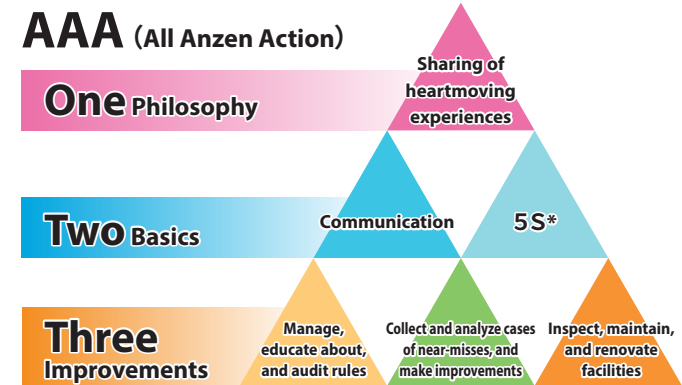 AAA (All Anzen Action)
One Philosophy
Sharing of
heartmoving
experiences
Two Basics
Communication
5S*
Three
Improvements
Manage,
educate about,
and audit rules
Collect and analyze cases
of near-misses, and
make improvements
Inspect, maintain,
and renovate
facilities